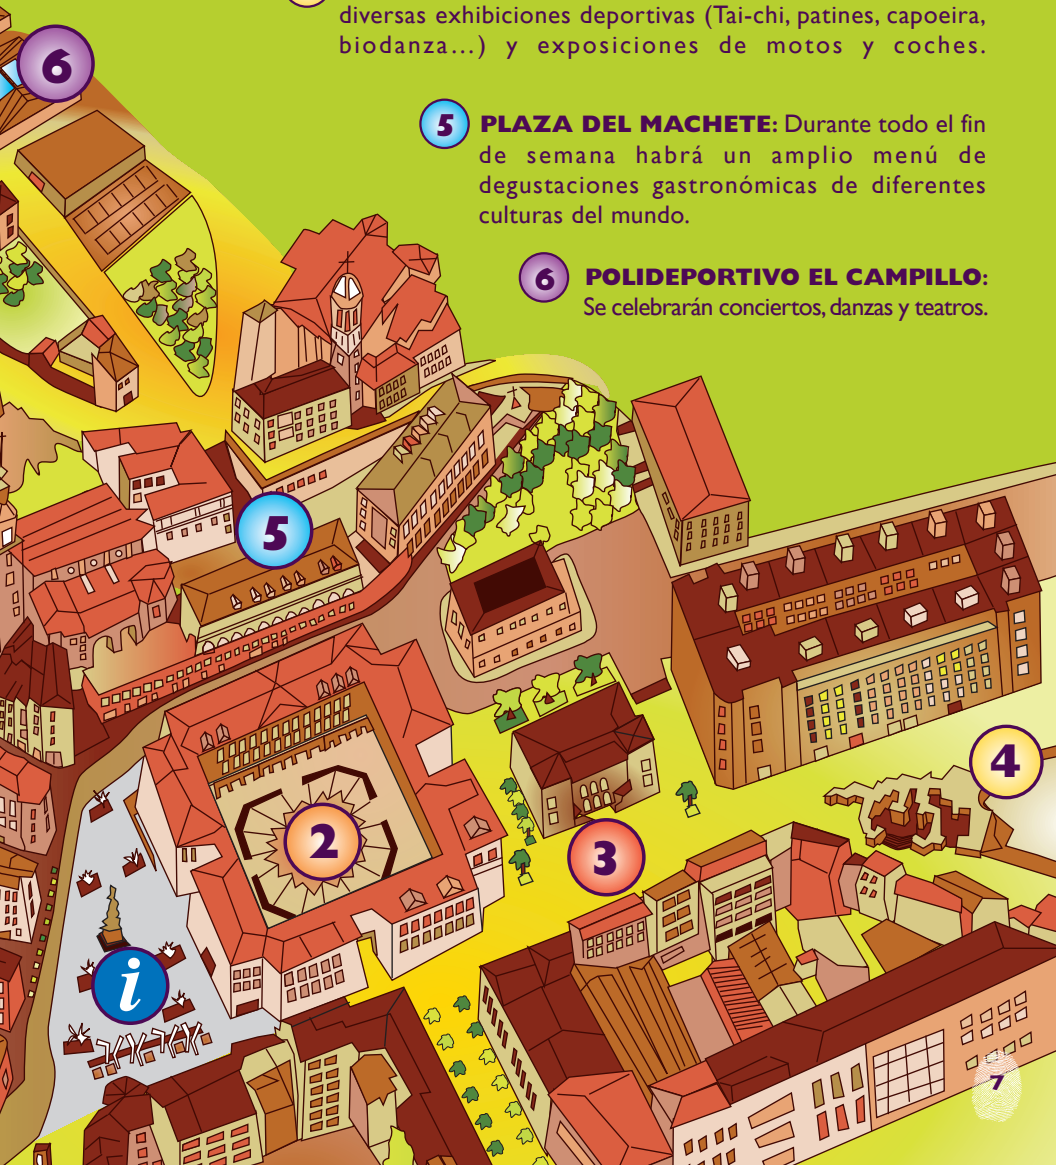 diversas exhibiciones deportivas (Tai-chi, patines, capoeira,
biodanza...) y exposiciones de motos y coches.
6
5 PLAZA DEL MACHETE: Durante todo el fin
de semana habrá un amplio menú de
degustaciones gastronómicas de diferentes
culturas del mundo.
6 POLIDEPORTIVO EL CAMPILLO:
Se celebrarán conciertos, danzas y teatros.
5
4
2
3
i
7